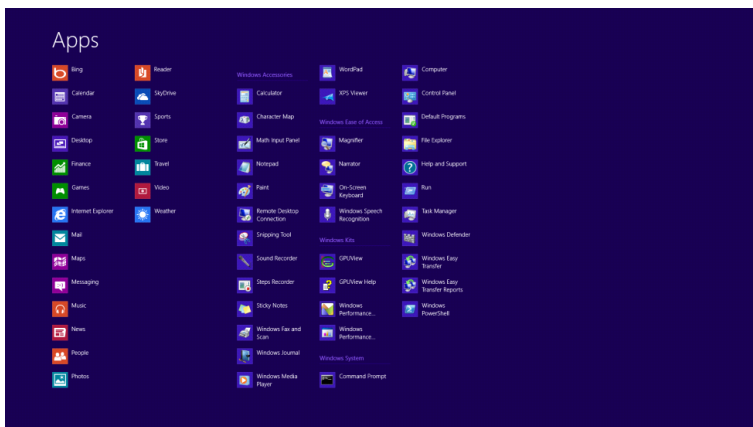 Apps
Bing
Calendar
Camera
Desktop
Finance
Games
Internet Explorer
Mail
Maps
Messaging
Music
News
People
Photos
Reader
SkyDrive
Sports
Store
Travel
Video
Weather
Windows Accessories
Calculator
Character Map
Math Input Panel
Notepad
Paint
Remote Desktop
Connection
Snipping Tool
Sound Recorder
Steps Recorder
Sticky Notes
Windows Fax and
Scan
Windows Journal
Windows Media
Player
WordPad
XPS Viewer
Windows Ease of Access
Magnifier
Narrator
On-Screen
Keyboard
Windows Speech
Recognition
Windows Kits
GPUView
GPUView Help
Windows
Performance...
Windows
Performance...
Windows System
Command Prompt
Computer
Control Panel
Default Programs
File Explorer
Help and Support
Run
Task Manager
Windows Defender
Windows Easy
Transfer
Windows Easy
Transfer Reports
Windows
PowerShell